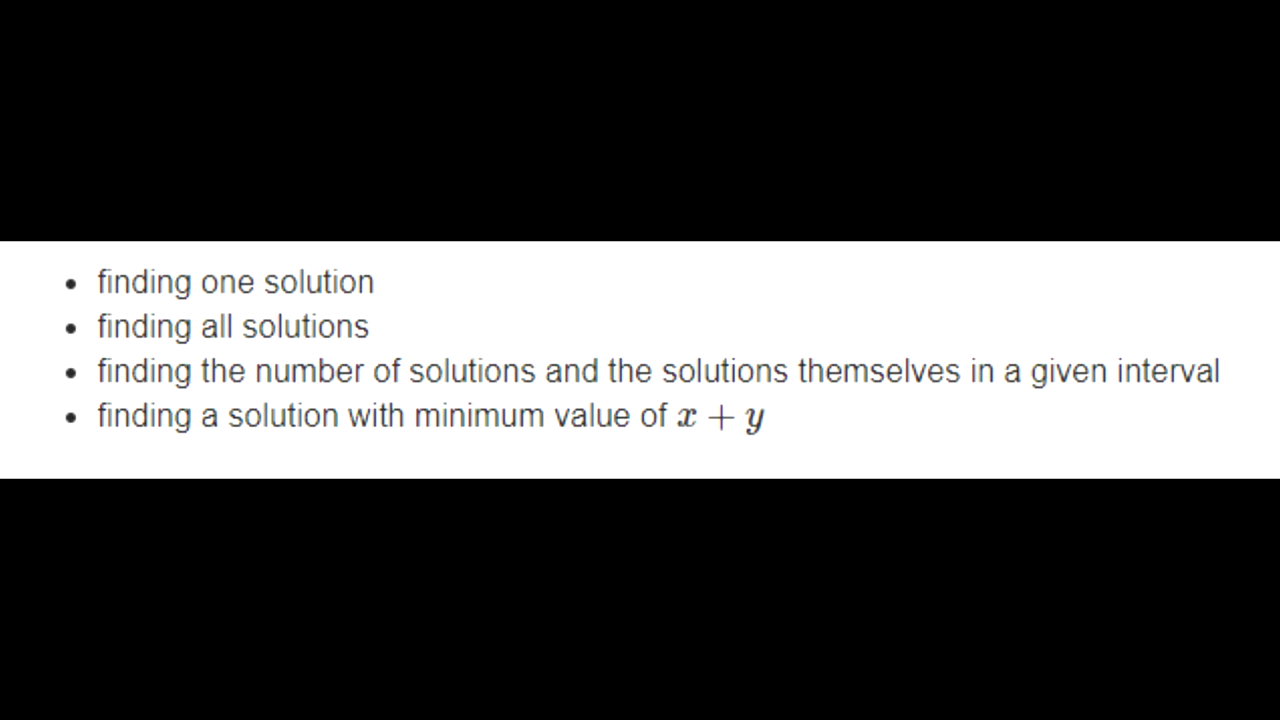 • finding one solution
• finding all solutions
• finding the number of solutions and the solutions themselves in a given interval
• finding a solution with minimum value of x + y